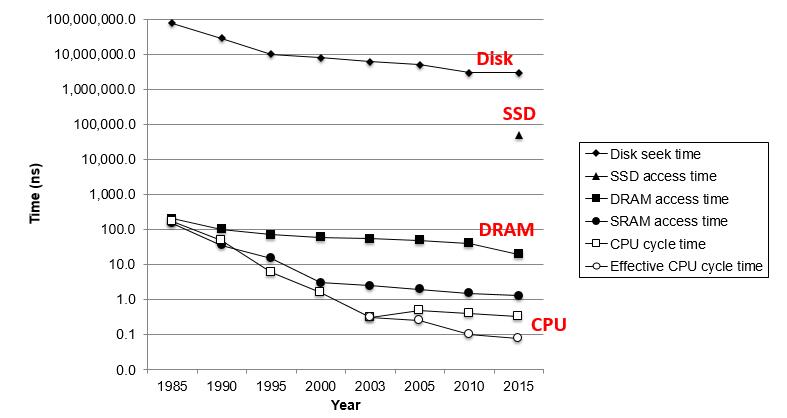 100,000,000.0
10,000,000.0
1,000,000.0
100,000.0
10,000.0
1,000.0
100.0
10.0
1.0
0.1
0.0
Time (ns)
Disk
SSD
DRAM
CPU
1985 1990 1995 2000 2003 2005 2010 2015
Year
Disk seek time
SSD access time
DRAM access time
SRAM access time
CPU cycle time
Effective CPU cycle time